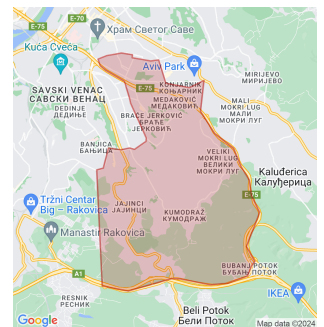 Храм Светог Саве
Kuća Cveća
E-75
Aviv Park
E-75
KONJARNIK
КОЊАРНИК
MEDAKOVIĆ
МЕДАКОВИЋ
MIRIJEVO
МИРИЈЕВО
SAVSKI VENAC
САВСКИ ВЕНАЦ
DEDINJE
ДЕДИЊЕ
BRAĆE JERKOVIĆ
БРАЋЕ
ЈЕРКОВИЋ
MALI
MOKRI LUG
МАЛИ
МОКРИ ЛУГ
BANJICA
БАЊИЦА
VELIKI
MOKRI LUG
ВЕЛИКИ
МОКРИ ЛУГ
Kaluđerica
Калуђерица
E-75
Tržni Centar
Big – Rakovica
JAJINCI
ЈАЈИНЦИ
KUMODRAŽ
КУМОДРАЖ
Manastir Rakovica
A1
BUBANJ POTOK
БУБАЊ ПОТОК
IKEA
RESNIK
РЕСНИК
Beli Potok
Бели Поток
Google
Map data ©2024